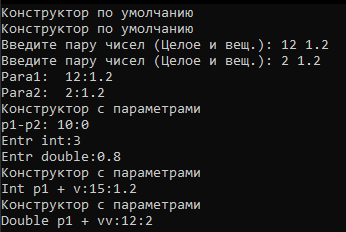 Конструктор по умолчанию
Конструктор по умолчанию
Введите пару чисел (Целое и вещ.): 12 1.2
Введите пару чисел (Целое и вещ.): 2 1.2
Para1:  12:1.2
Para2:  2:1.2
Конструктор с параметрами
p1-p2: 10:0
Entr int:3
Entr double:0.8
Конструктор с параметрами
Int p1 + v:15:1.2
Конструктор с параметрами
Double p1 + vv:12:2